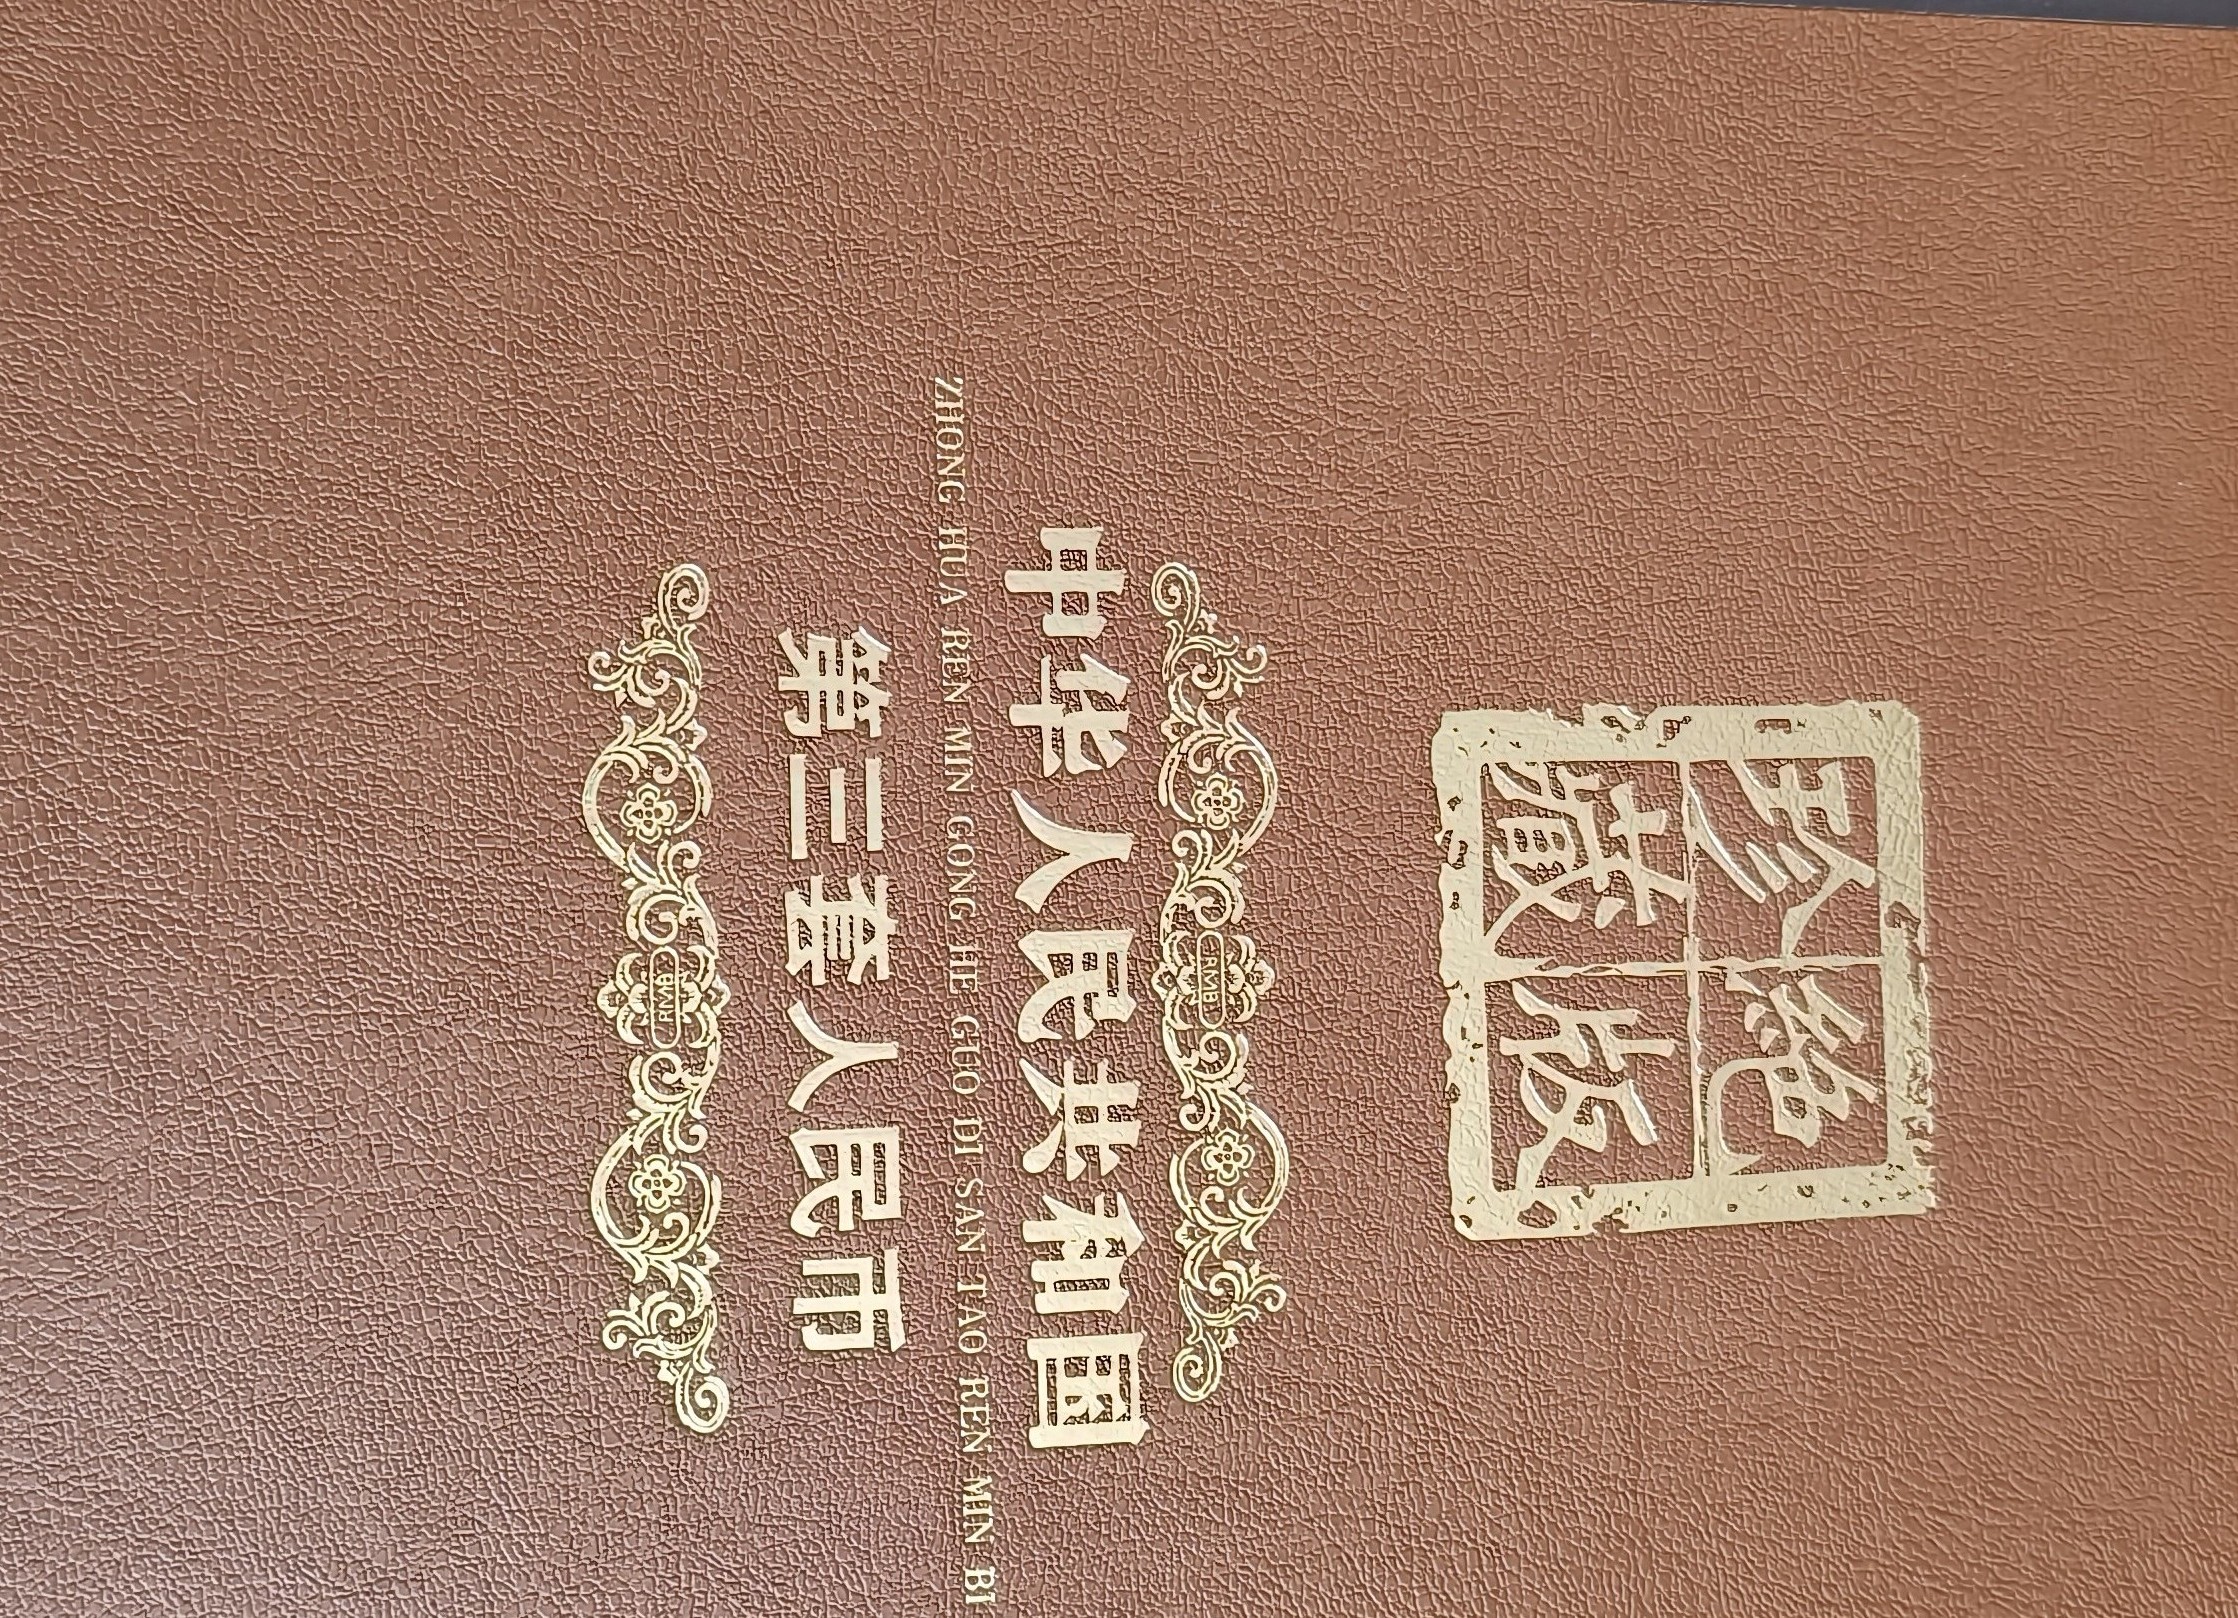 绝版
珍藏
RMB
中华人民共和国
ZHONG HUA REN MIN GONG HE GUO DI SAN TAO REN MIN BI
第三套人民币
RMB